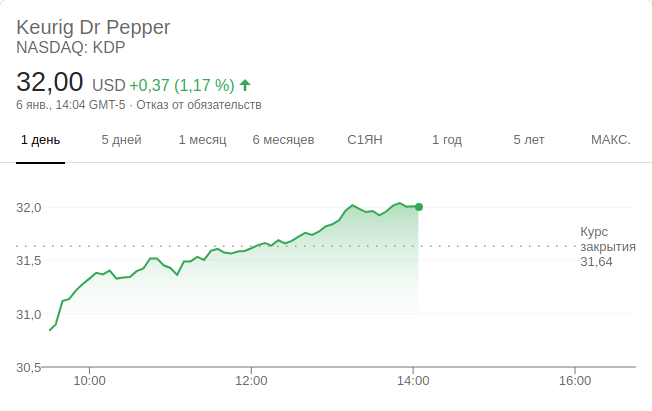 Keurig Dr Pepper
NASDAQ: KDP
32,00 USD +0,37 (1,17 %)
6 янв., 14:04 GMT-5 · Отказ от обязательств
1 день 5 дней 1 месяц 6 месяцев С1ЯН 1 год 5 лет МАКС.
32,0
Курс
закрытия
31,64
31,5
31,0
30,5
10:00 12:00 14:00 16:00